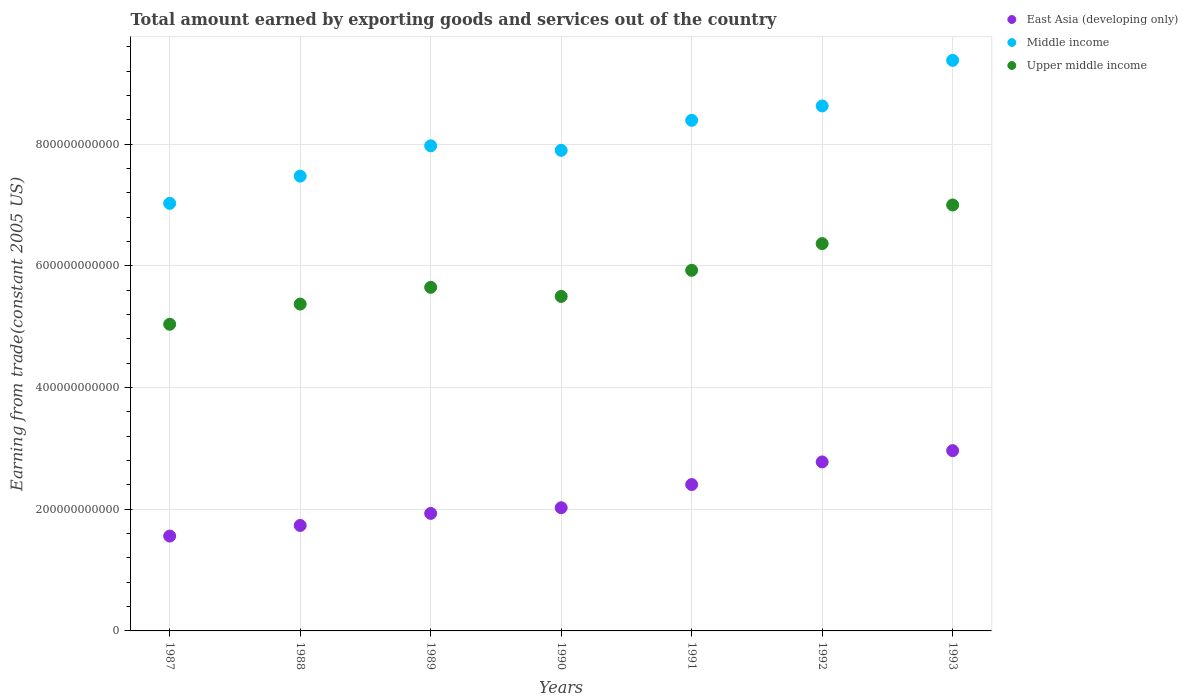 Total amount earned by exporting goods and services out of the country
East Asia (developing only)
Middle income
Upper middle income
Earning from trade(constant 2005 US)
800000000000
600000000000
400000000000
200000000000
0
1987
1988
1989
1990
1991
1992
1993
Years